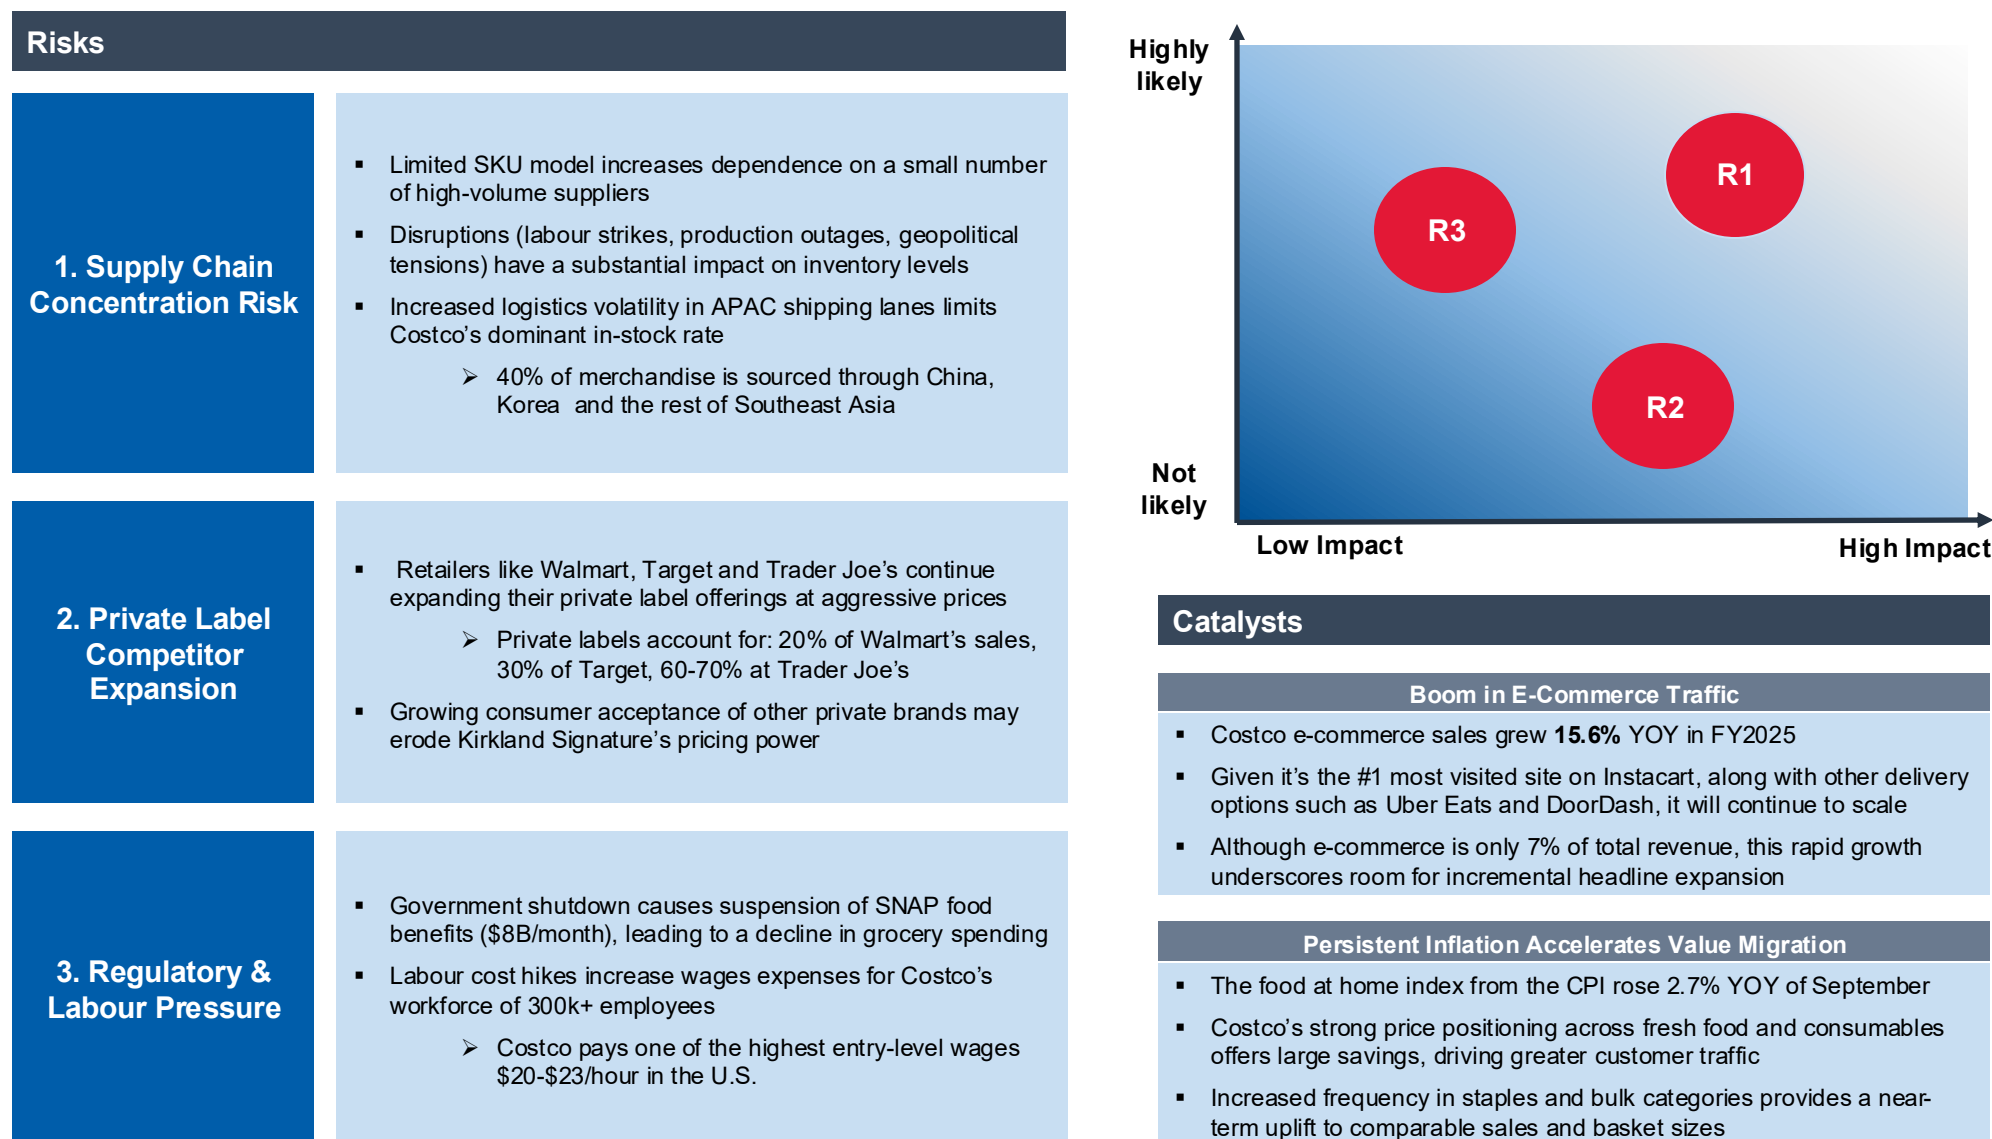 Risks
1. Supply Chain
Concentration Risk
▪ Limited SKU model increases dependence on a small number
of high-volume suppliers
▪ Disruptions (labour strikes, production outages, geopolitical
tensions) have a substantial impact on inventory levels
▪ Increased logistics volatility in APAC shipping lanes limits
Costco’s dominant in-stock rate
➢ 40% of merchandise is sourced through China,
Korea  and the rest of Southeast Asia
2. Private Label
Competitor
Expansion
▪ Retailers like Walmart, Target and Trader Joe’s continue
expanding their private label offerings at aggressive prices
➢ Private labels account for: 20% of Walmart’s sales,
30% of Target, 60-70% at Trader Joe’s
▪ Growing consumer acceptance of other private brands may
erode Kirkland Signature’s pricing power
3. Regulatory &
Labour Pressure
▪ Government shutdown causes suspension of SNAP food
benefits ($8B/month), leading to a decline in grocery spending
▪ Labour cost hikes increase wages expenses for Costco’s
workforce of 300k+ employees
➢ Costco pays one of the highest entry-level wages
$20-$23/hour in the U.S.
Highly
likely
R1
R3
R2
Not
likely
Low Impact
High Impact
Catalysts
Boom in E-Commerce Traffic
▪ Costco e-commerce sales grew 15.6% YOY in FY2025
▪ Given it’s the #1 most visited site on Instacart, along with other delivery
options such as Uber Eats and DoorDash, it will continue to scale
▪ Although e-commerce is only 7% of total revenue, this rapid growth
underscores room for incremental headline expansion
Persistent Inflation Accelerates Value Migration
▪ The food at home index from the CPI rose 2.7% YOY of September
▪ Costco’s strong price positioning across fresh food and consumables
offers large savings, driving greater customer traffic
▪ Increased frequency in staples and bulk categories provides a near-
term uplift to comparable sales and basket sizes